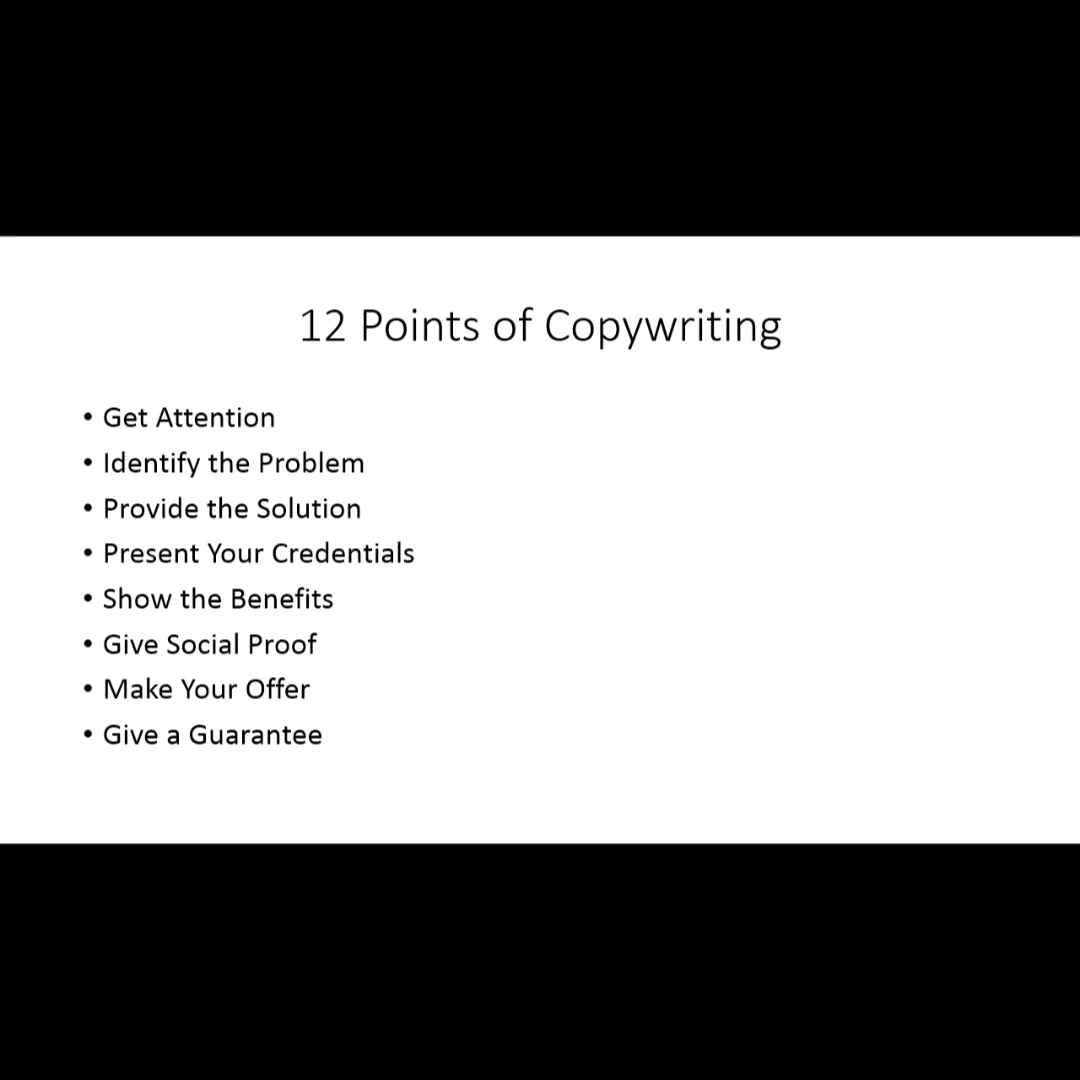 12 Points of Copywriting
• Get Attention
• Identify the Problem
• Provide the Solution
• Present Your Credentials
• Show the Benefits
• Give Social Proof
• Make Your Offer
• Give a Guarantee